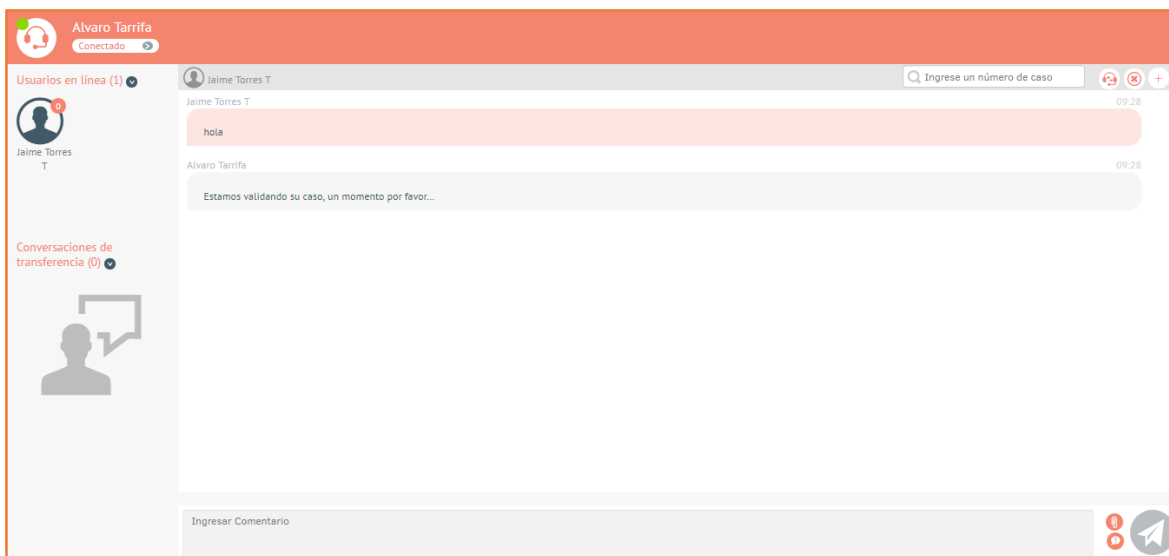 Alvaro Tarrifa
Conectado
Usuarios en línea (1)
0
Jaime Torres
T
Conversaciones de
transferencia (0)
Jaime Torres T
Ingrese un número de caso
Jaime Torres T 09:28
hola
Alvaro Tarrifa 09:28
Estamos validando su caso, un momento por favor...
Ingresar Comentario